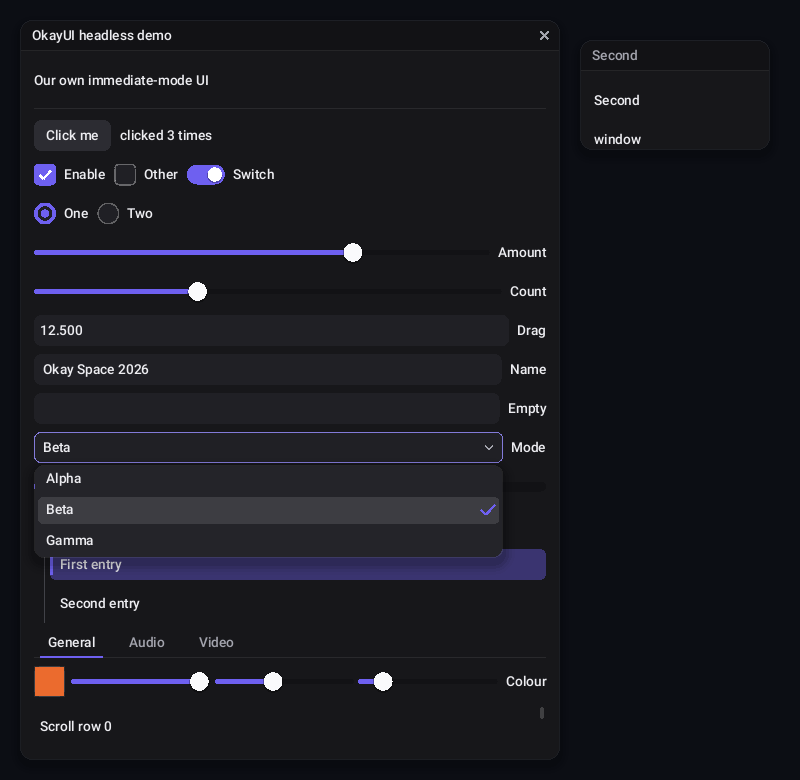 OkayUI headless demo
Our own immediate-mode UI
Click me clicked 3 times
Enable Other Switch
One Two
Amount
Count
12.500 Drag
Okay Space 2026 Name
Empty
Beta Mode
Alpha
Beta
Gamma
First entry
Second entry
General Audio Video
Colour
Scroll row 0
Second
Second
window